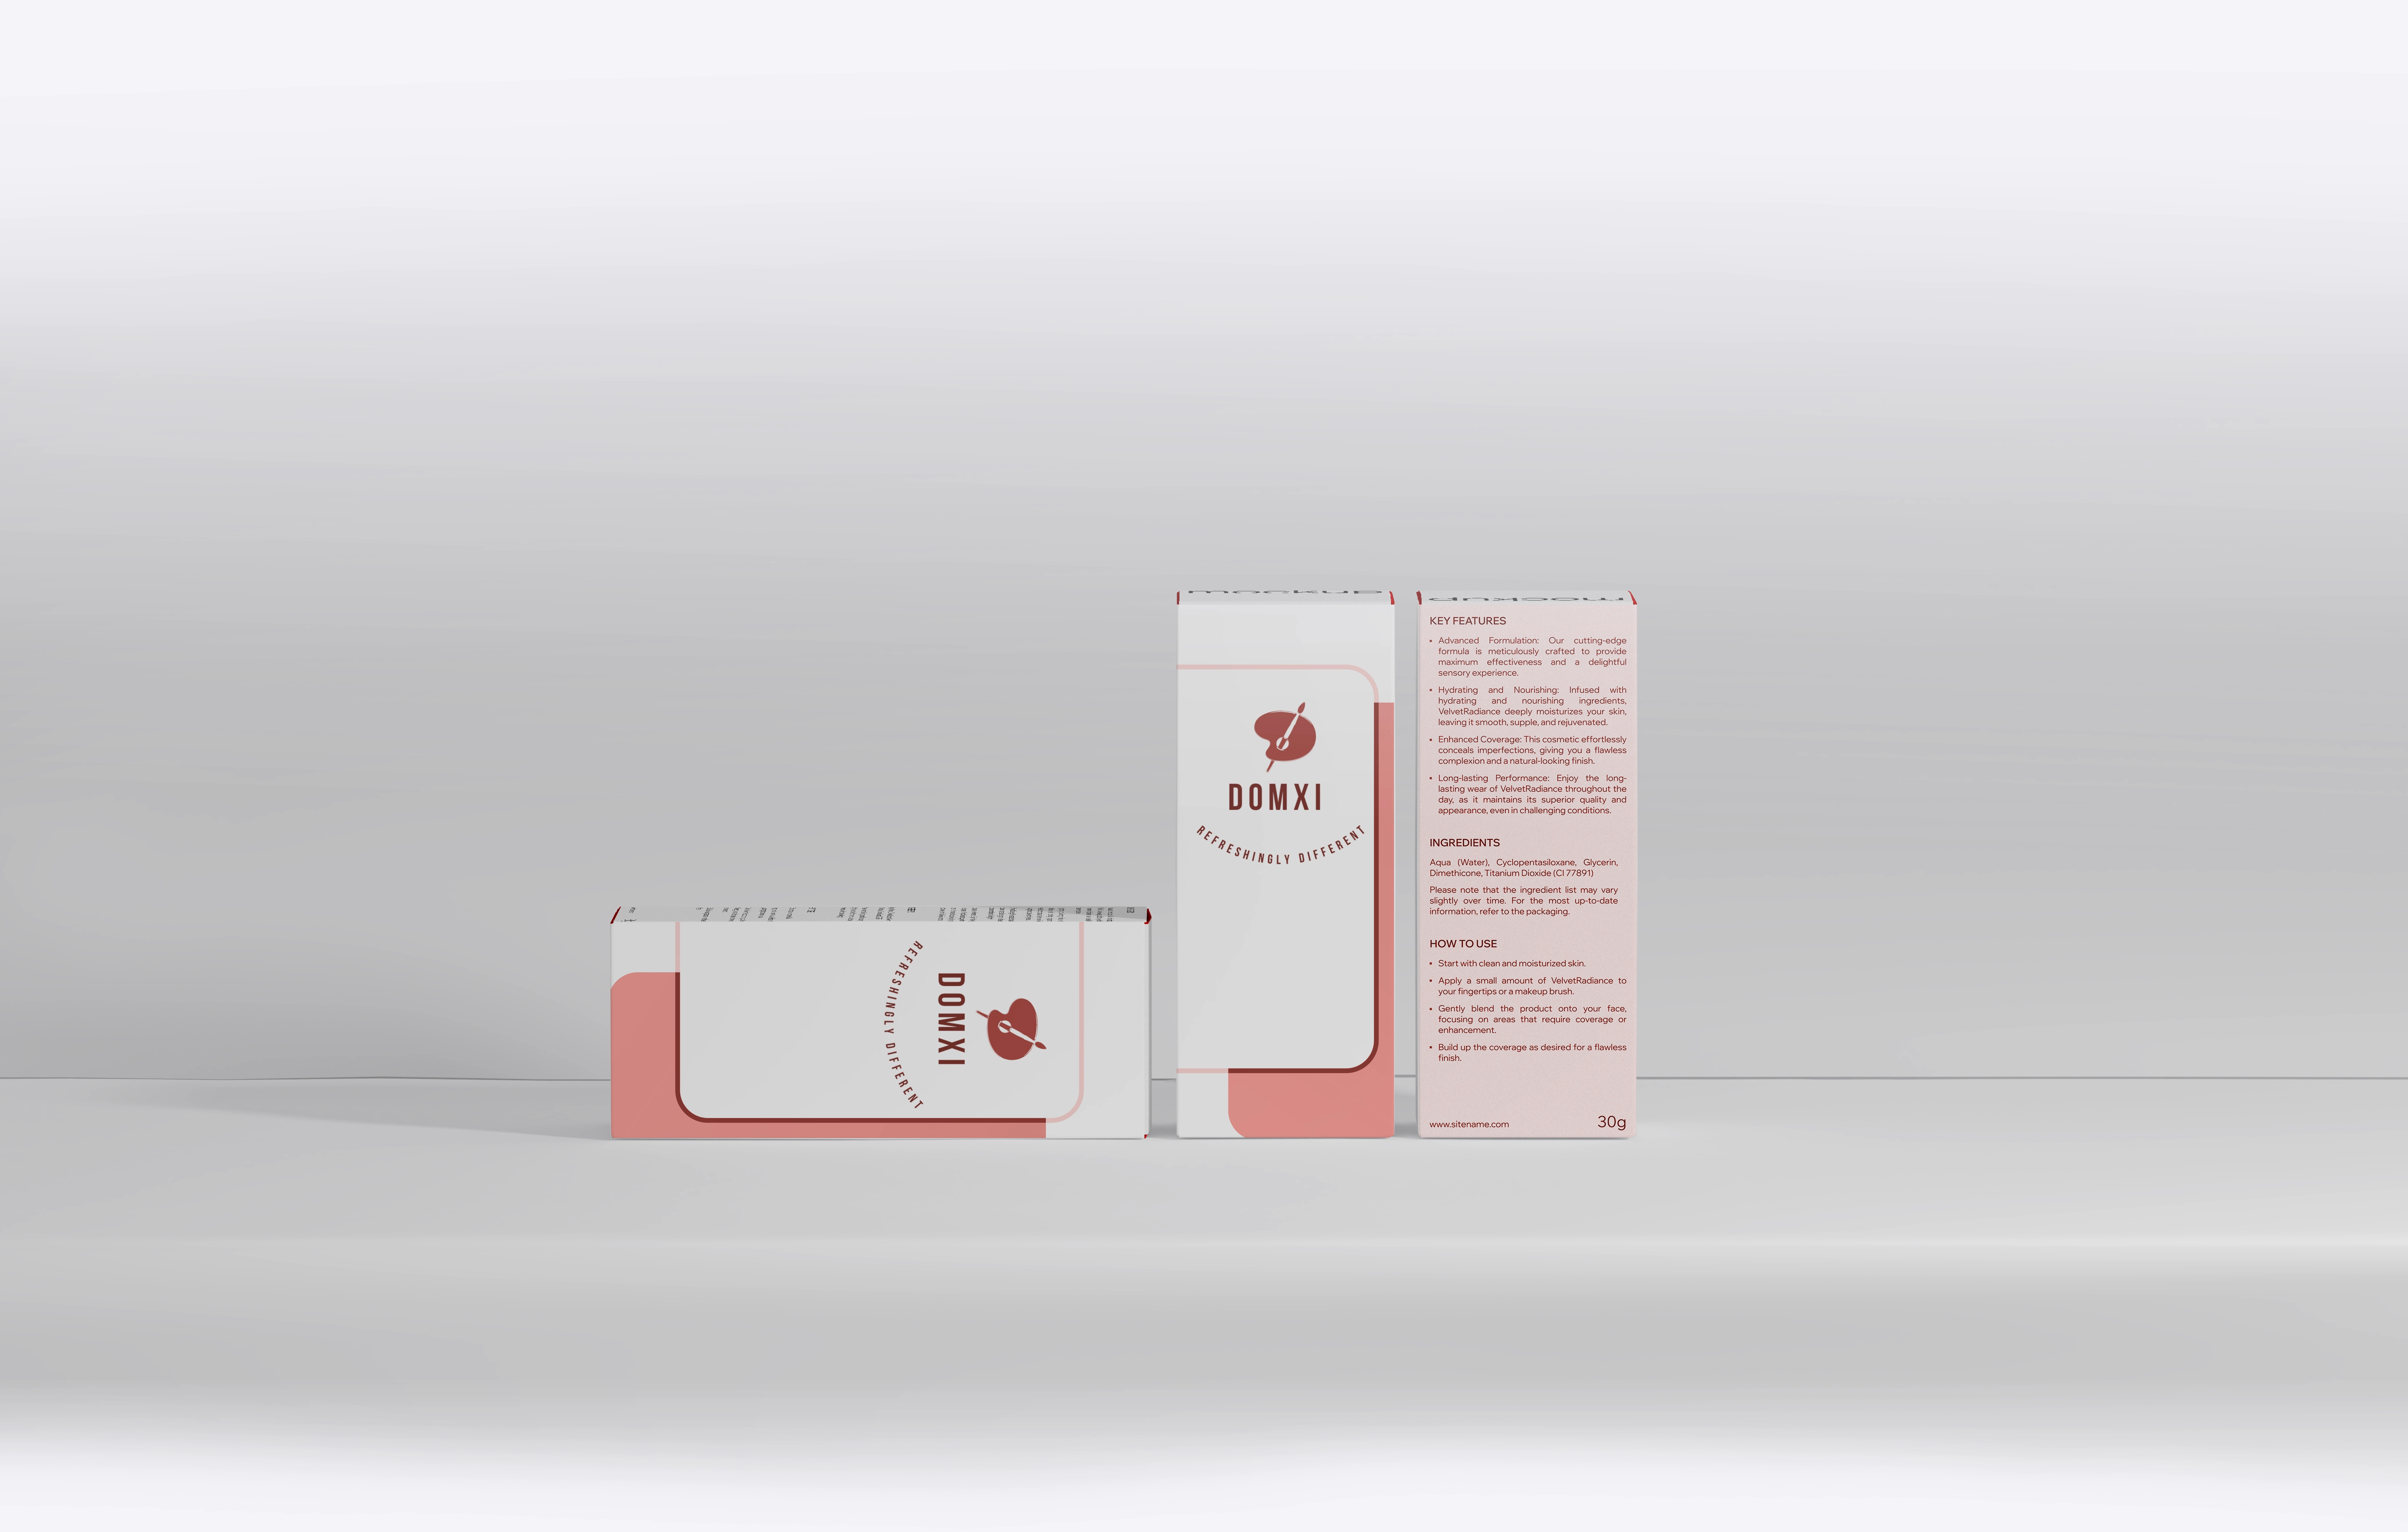 REFRESHINGLY DIFFERENT
DOMXI
mockup
DOMXI
REFRESHINGLY DIFFERENT
mockup
KEY FEATURES
• Advanced Formulation: Our cutting-edge
formula is meticulously crafted to provide
maximum effectiveness and a delightful
sensory experience.
• Hydrating and Nourishing: Infused with
hydrating and nourishing ingredients,
VelvetRadiance deeply moisturizes your skin,
leaving it smooth, supple, and rejuvenated.
• Enhanced Coverage: This cosmetic effortlessly
conceals imperfections, giving you a flawless
complexion and a natural-looking finish.
• Long-lasting Performance: Enjoy the long-
lasting wear of VelvetRadiance throughout the
day, as it maintains its superior quality and
appearance, even in challenging conditions.
INGREDIENTS
Aqua (Water), Cyclopentasiloxane, Glycerin,
Dimethicone, Titanium Dioxide (CI 77891)
Please note that the ingredient list may vary
slightly over time. For the most up-to-date
information, refer to the packaging.
HOW TO USE
• Start with clean and moisturized skin.
• Apply a small amount of VelvetRadiance to
your fingertips or a makeup brush.
• Gently blend the product onto your face,
focusing on areas that require coverage or
enhancement.
• Build up the coverage as desired for a flawless
finish.
www.sitename.com
30g